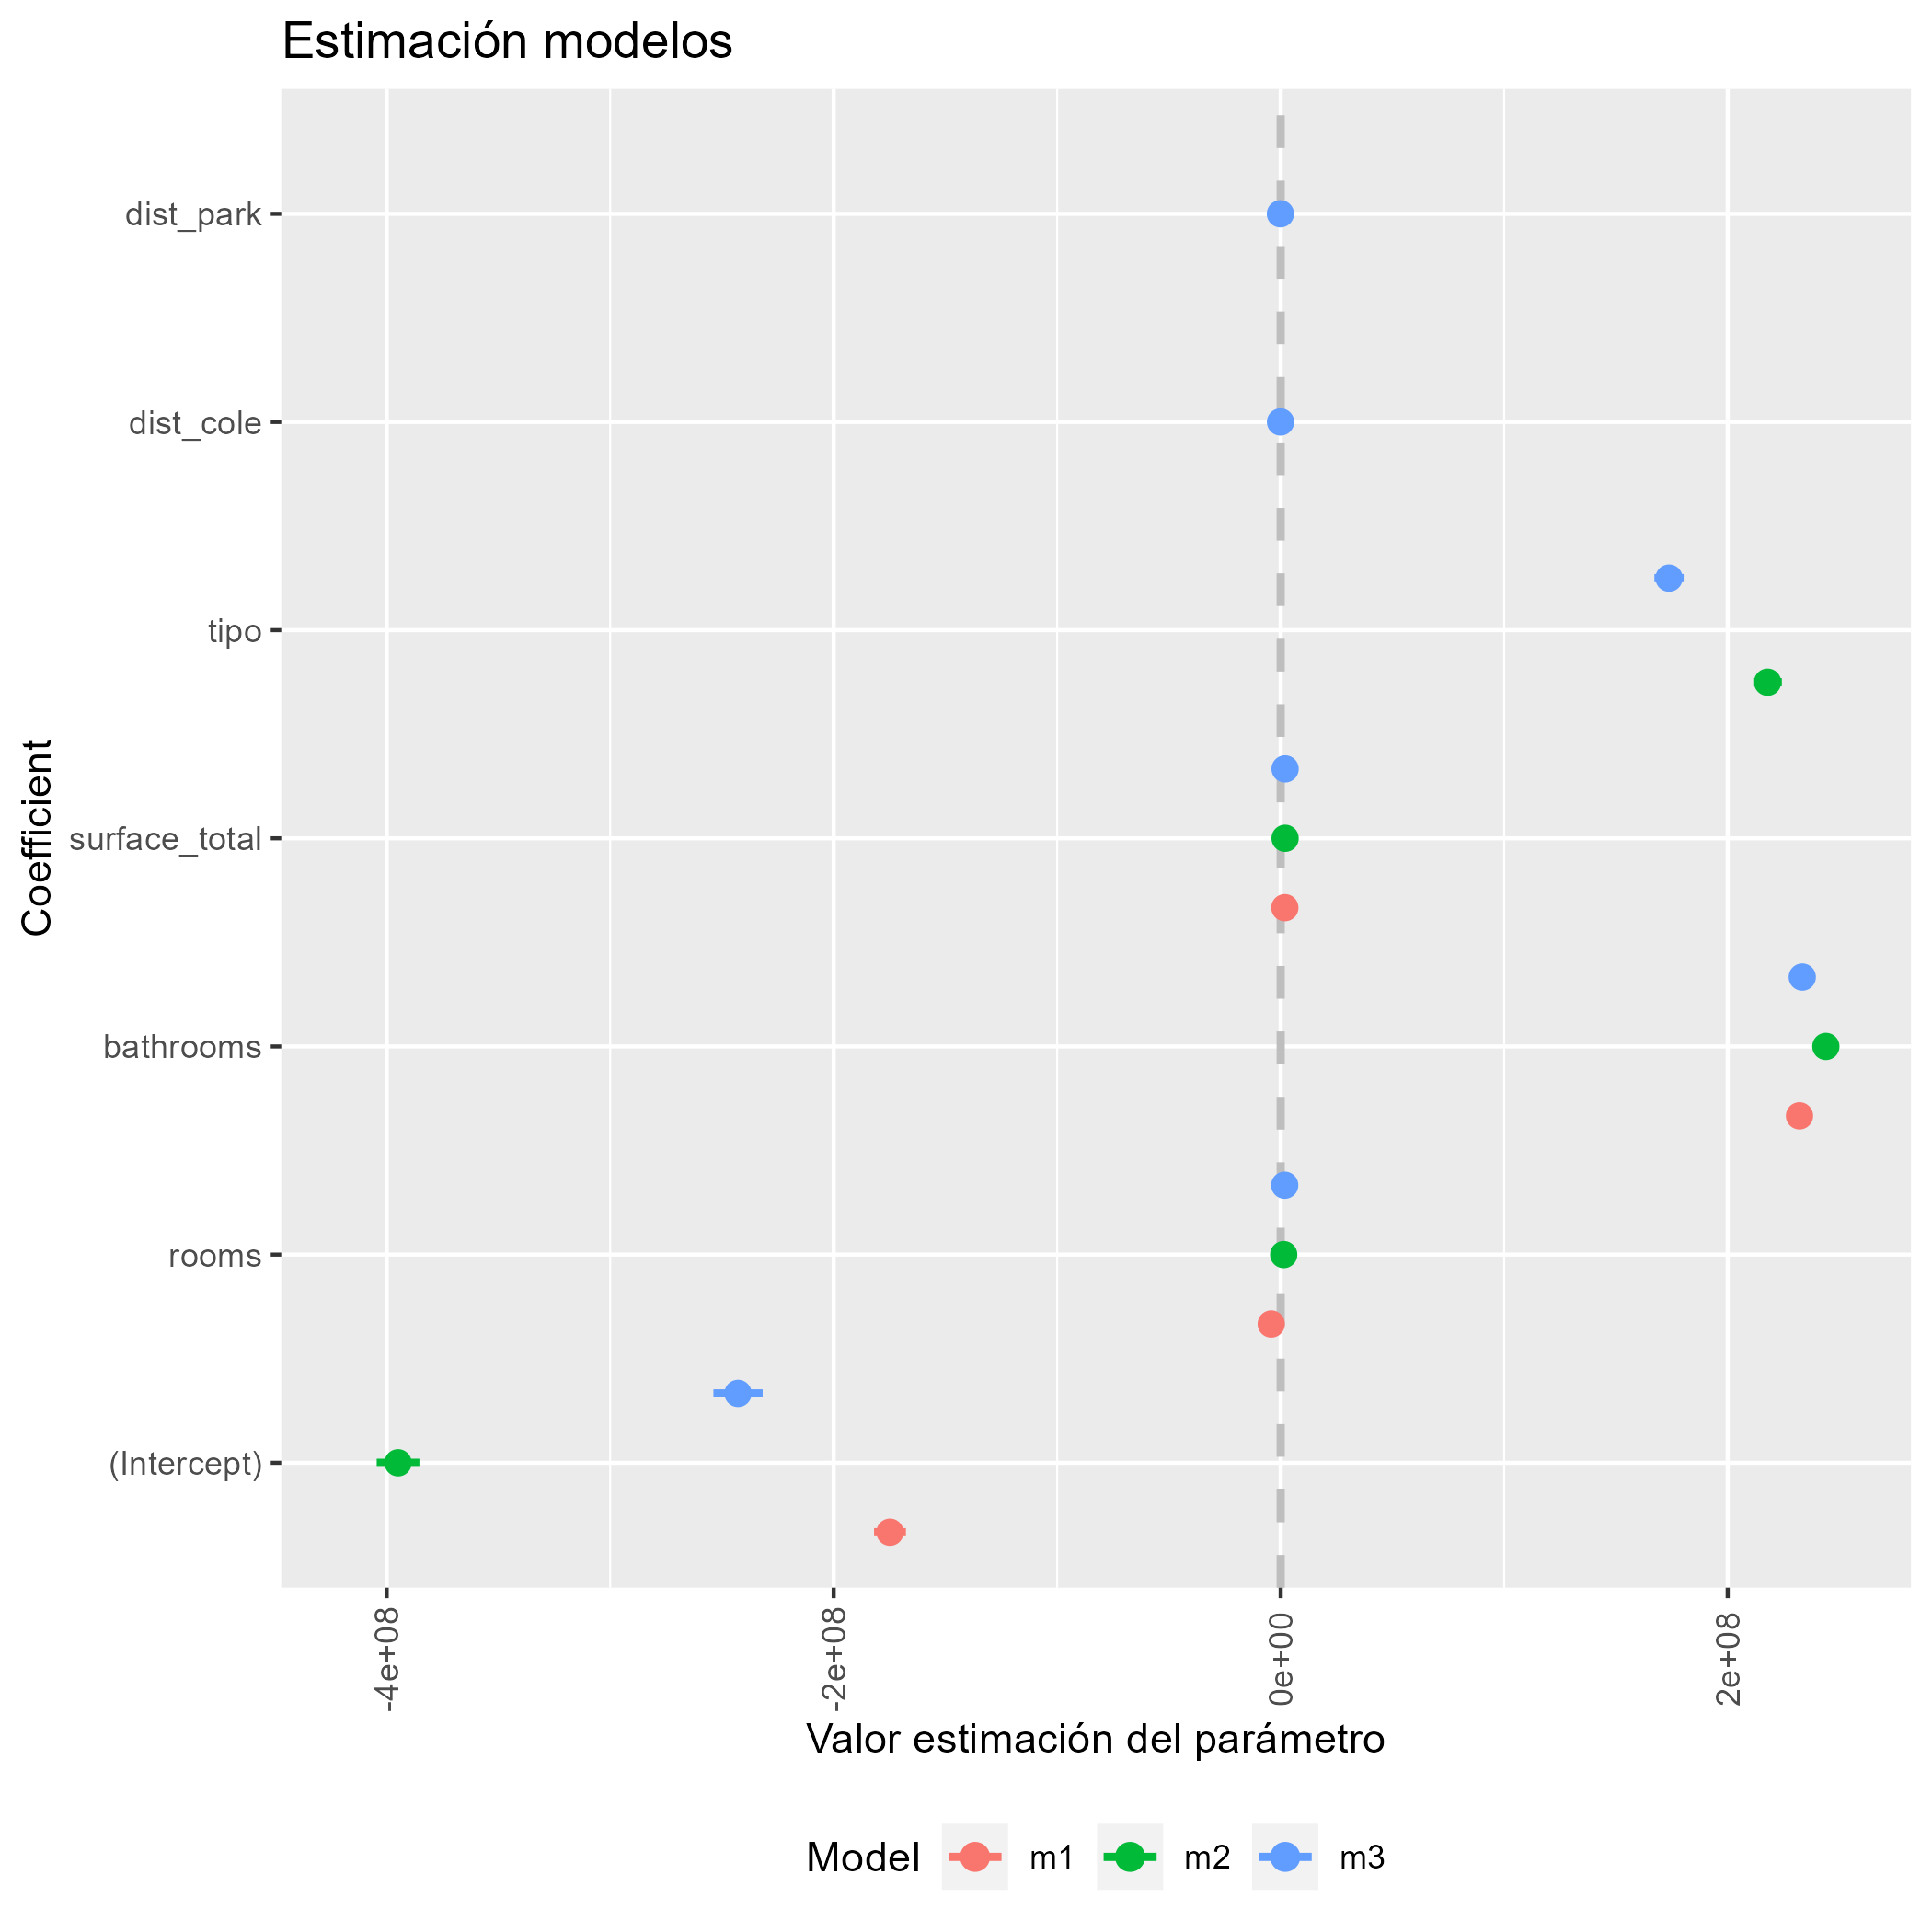 Estimación modelos
Coefficient
dist_park
dist_cole
tipo
surface_total
bathrooms
rooms
(Intercept)
-4e+08
-2e+08
0e+00
2e+08
Valor estimación del parámetro
Model m1 m2 m3